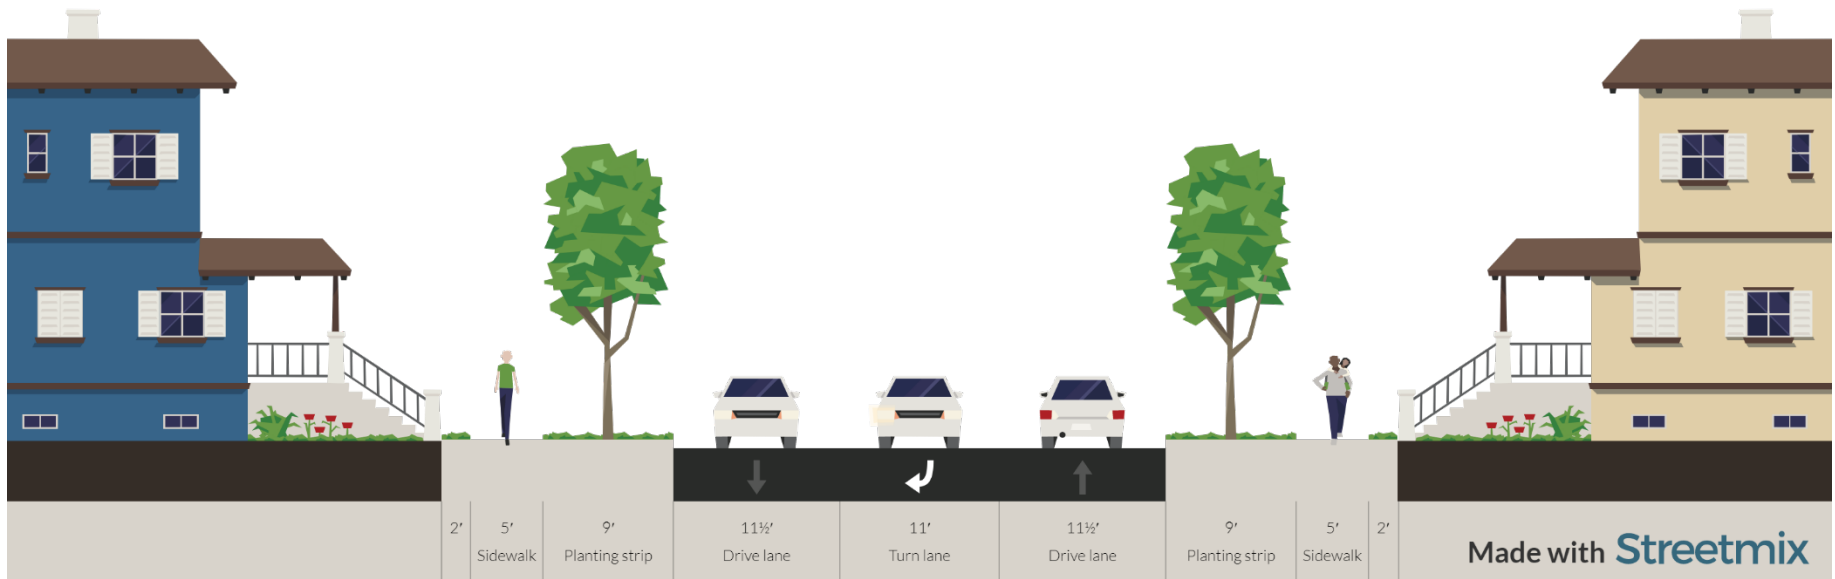 2′
5′
Sidewalk
9′
Planting strip
11½′
Drive lane
11′
Turn lane
11½′
Drive lane
9′
Planting strip
5′
Sidewalk
2′
Made with Streetmix